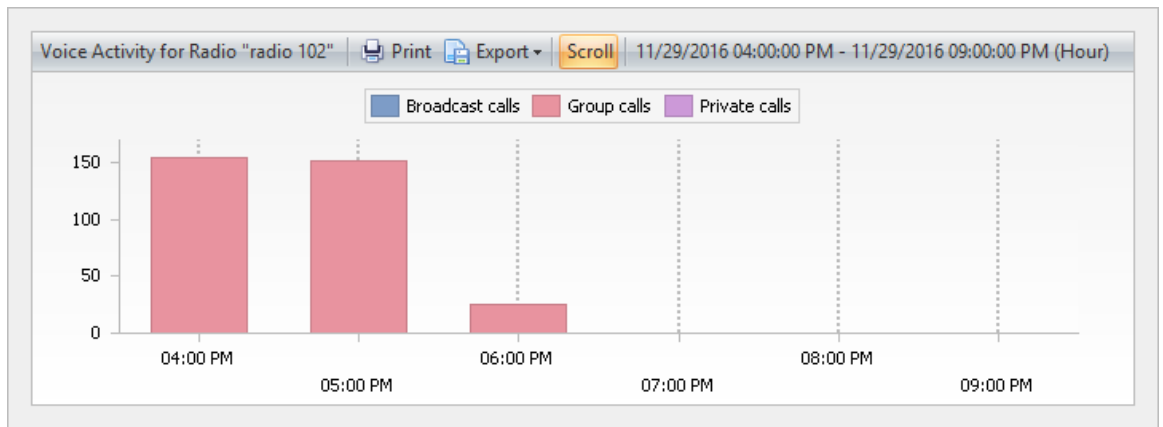 Voice Activity for Radio "radio 102" Print Export Scroll 11/29/2016 04:00:00 PM - 11/29/2016 09:00:00 PM (Hour)
Broadcast calls Group calls Private calls
150
100
50
0
04:00 PM 06:00 PM 08:00 PM
05:00 PM 07:00 PM 09:00 PM